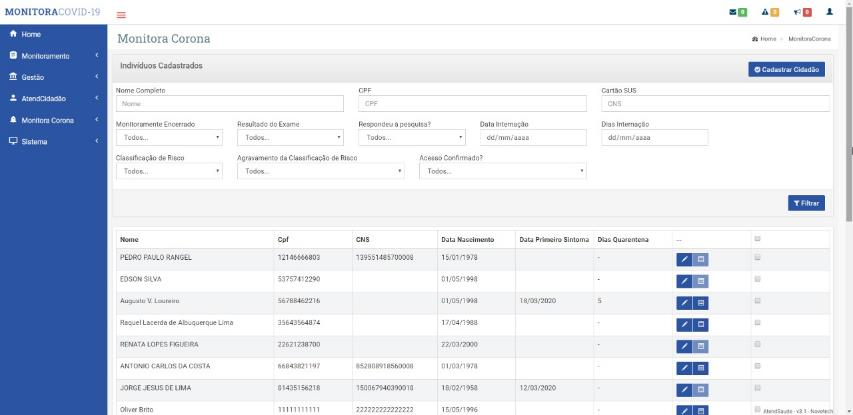 MONITORACOVID-19
0
0
0
Home
Monitoramento
Gestão
AtendCidadão
Monitora Corona
Sistema
Monitora Corona
Home
MonitoraCorona
Indivíduos Cadastrados
Cadastrar Cidadão
Nome Completo CPF Cartão SUS
Nome CPF CNS
Monitoramente Encerrado Resultado do Exame Respondeu a pesquisa? Data Internação Dias Internação
Todos... Todos... Todos... dd/mm/aaaa dd/mm/aaaa
Classificação de Risco Agravamento da Classificação de Risco Acesso Confirmado?
Todos... Todos... Todos...
Filtrar
Nome Cpf CNS Data Nascimento Data Primeiro Sintoma Dias Quarentena ...
PEDRO PAULO RANGEL 12146666803 139551485700008 15/01/1978 -
EDSON SILVA 53757412290 01/05/1998 -
Augusto V. Loureiro 56788462216 01/05/1998 18/03/2020 5
Raquel Lacerda de Albuquerque Lima 35643564874 17/04/1988 -
RENATA LOPES FIGUEIRA 22621238700 22/03/2000 -
ANTONIO CARLOS DA COSTA 66843821197 852808918560008 01/03/1978 -
JORGE JESUS DE LIMA 81435156218 150067940390018 18/02/1958 12/03/2020 -
Oliver Brito 11111111111 222222222222222 15/05/1996 -
AtendSaude - v3.1 - Novetech